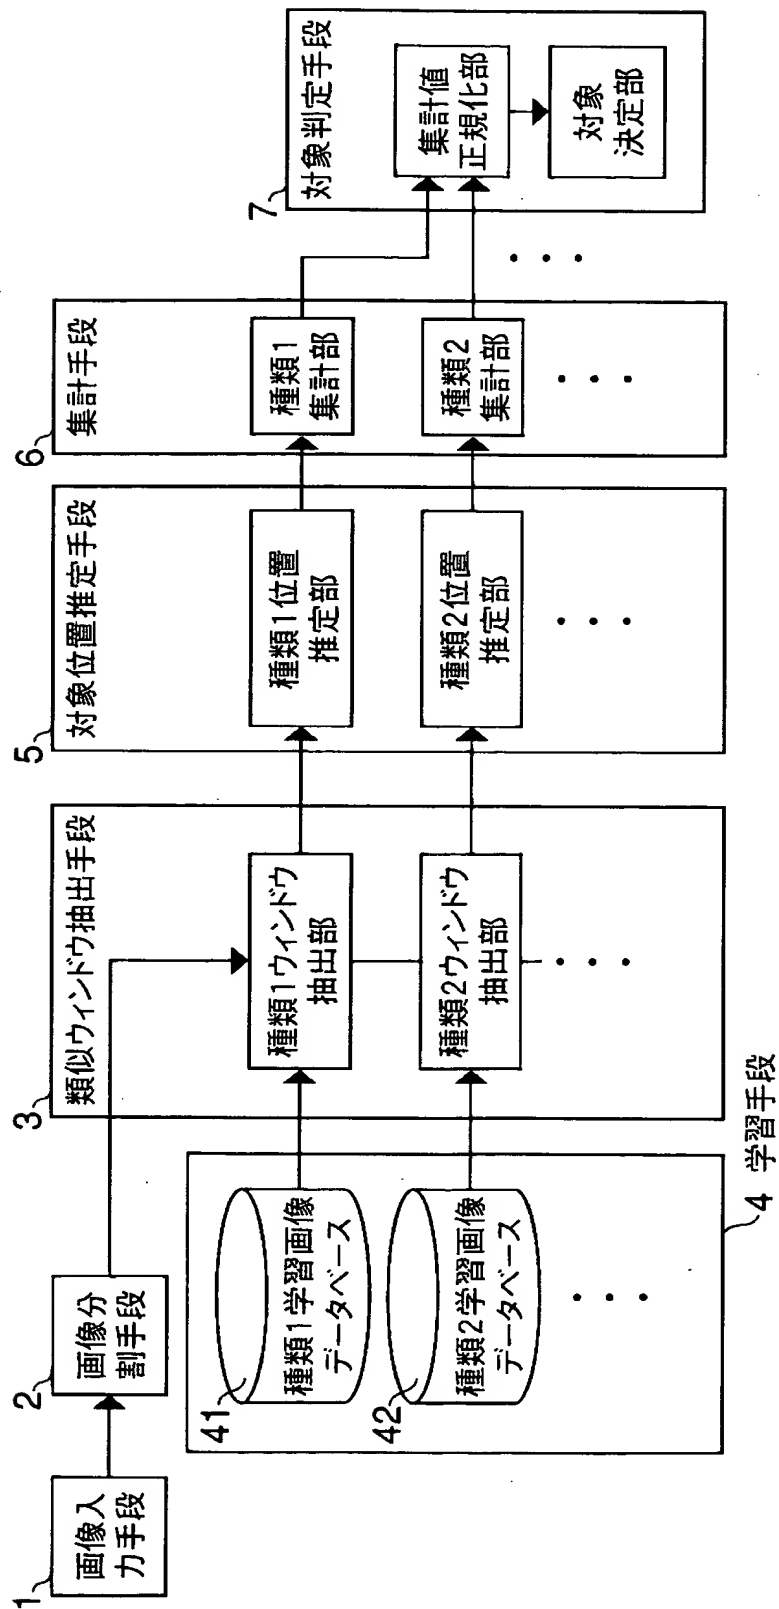 1
画像入
力手段
2
画像分
割手段
3
類似ウィンドウ抽出手段
種類1ウィンドウ
抽出部
種類2ウィンドウ
抽出部
・・・
4 学習手段
41
種類1学習画像
データベース
42
種類2学習画像
データベース
・・・
5
対象位置推定手段
種類1位置
推定部
種類2位置
推定部
・・・
6
集計手段
種類1
集計部
種類2
集計部
・・・
・・・
7
対象判定手段
集計値
正規化部
対象
決定部